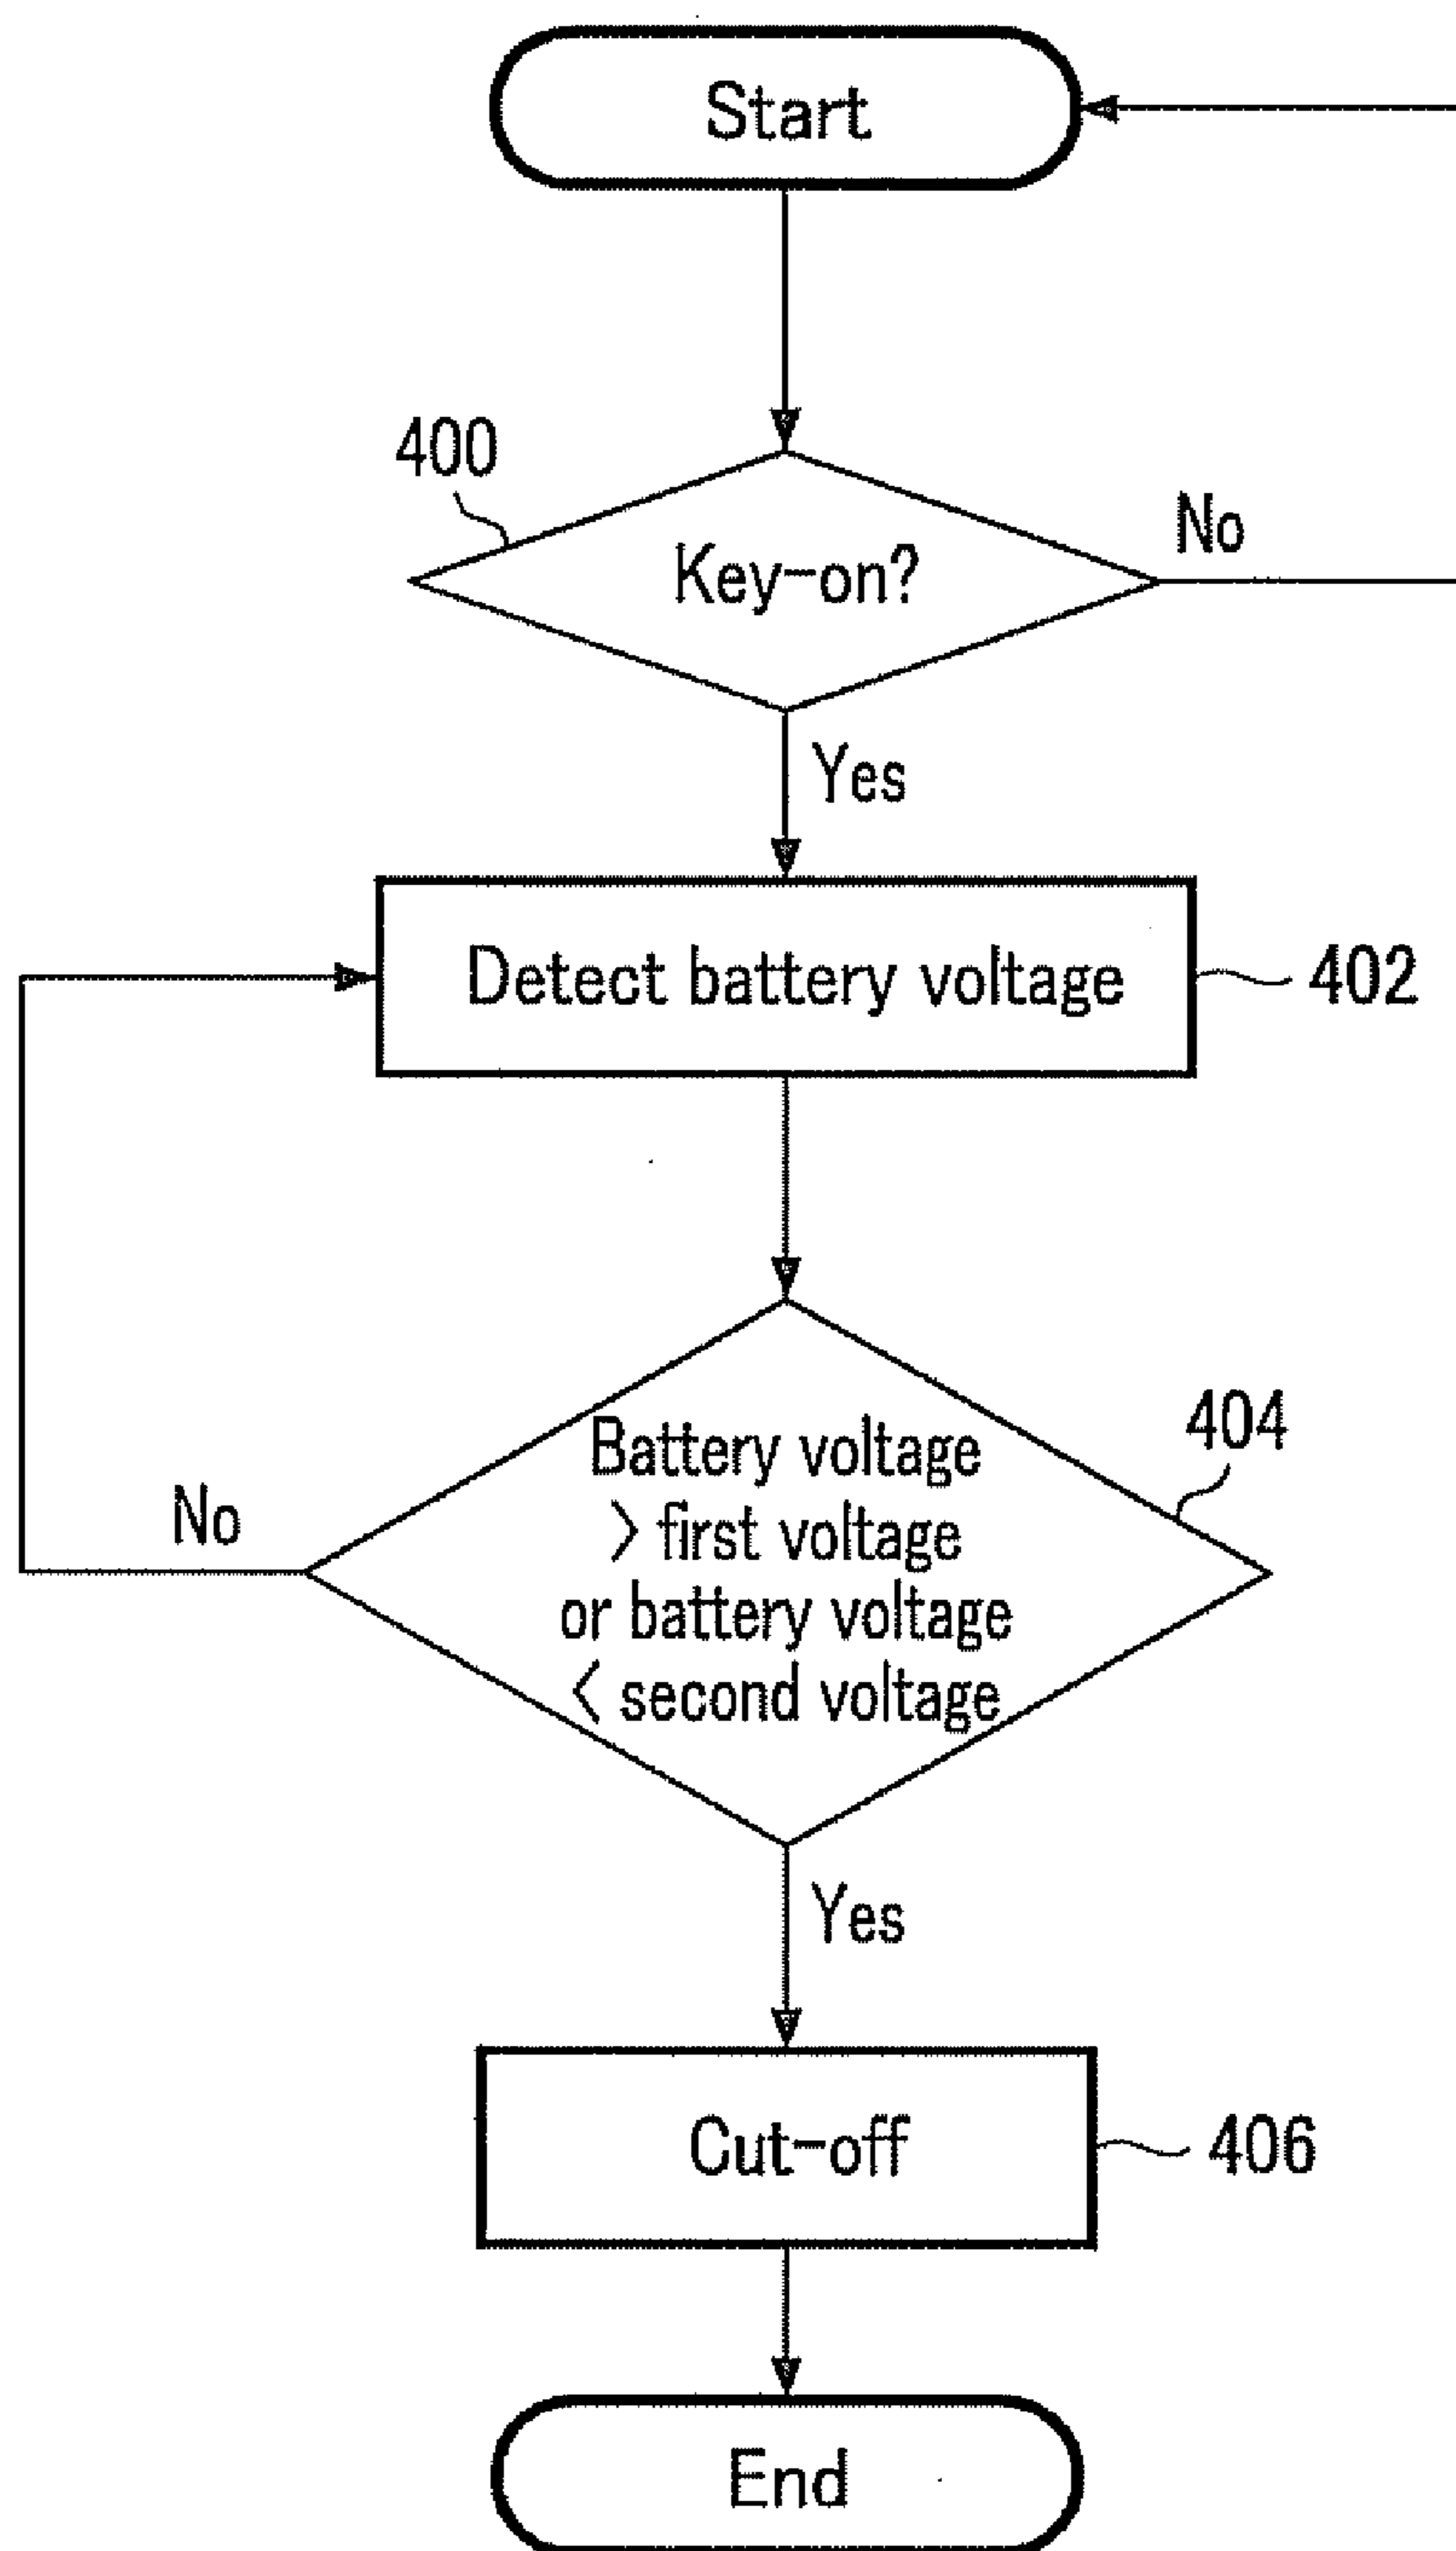 Start
400
Key-on?
No
Yes
Detect battery voltage
402
404
Battery voltage
> first voltage
or battery voltage
< second voltage
No
Yes
Cut-off
406
End